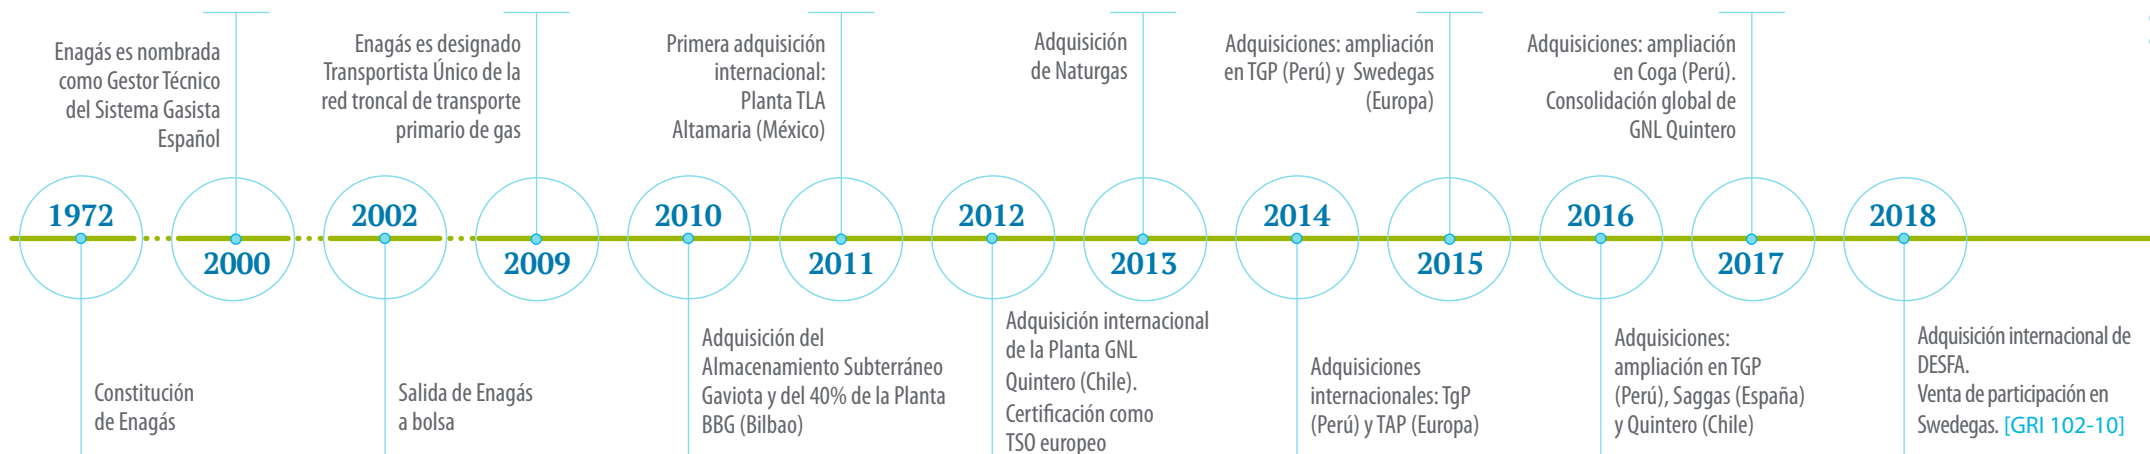 Enagás es nombrada
como Gestor Técnico
del Sistema Gasista
Español
Enagás es designado
Transportista Único de la
red troncal de transporte
primario de gas
Primera adquisición
internacional:
Planta TLA
Altamaria (México)
Adquisición
de Naturgas
Adquisiciones: ampliación
en TGP (Perú) y Swedegas
(Europa)
Adquisiciones: ampliación
en Coga (Perú).
Consolidación global de
GNL Quintero
1972
2000
2002
2009
2010
2011
2012
2013
2014
2015
2016
2017
2018
Constitución
de Enagás
Salida de Enagás
a bolsa
Adquisición del
Almacenamiento Subterráneo
Gaviota y del 40% de la Planta
BBG (Bilbao)
Adquisición internacional
de la Planta GNL
Quintero (Chile).
Certificación como
TSO europeo
Adquisiciones
internacionales: TgP
(Perú) y TAP (Europa)
Adquisiciones:
ampliación en TGP
(Perú), Saggas (España)
y Quintero (Chile)
Adquisición internacional de
DESFA.
Venta de participación en
Swedegas. [GRI 102-10]